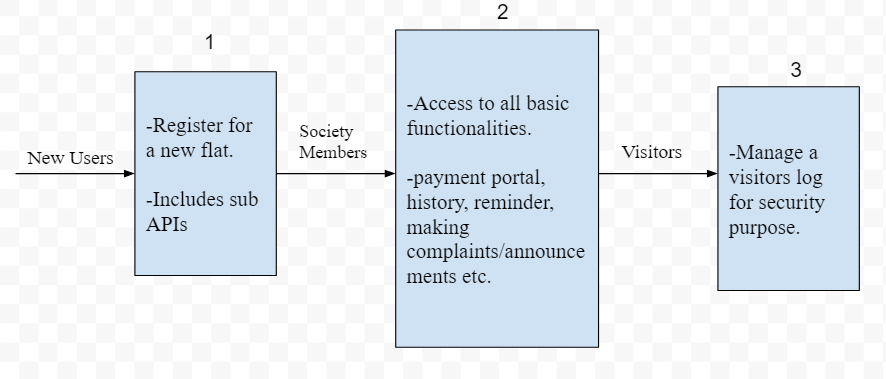 1
New Users
-Register for
a new flat.
-Includes sub
APIs
Society
Members
2
-Access to all basic
functionalities.
-payment portal,
history, reminder,
making
complaints/announce
ments etc.
Visitors
3
-Manage a
visitors log
for security
purpose.